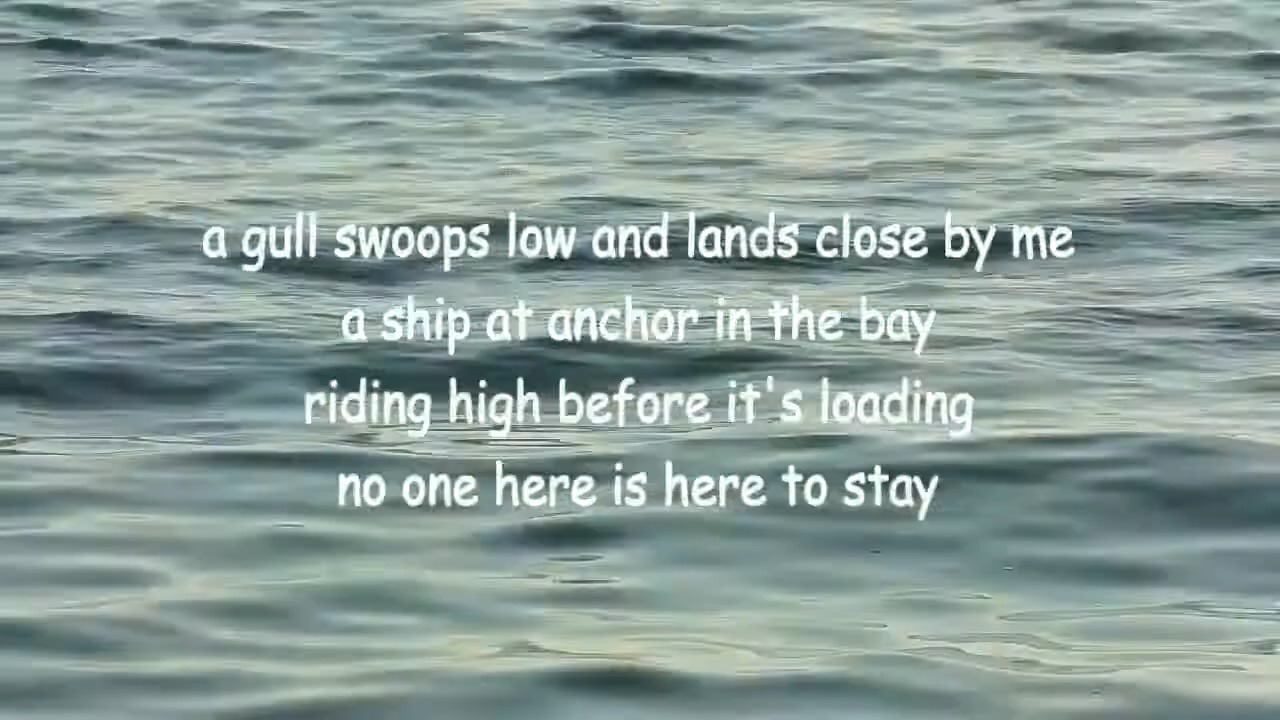 a gull swoops low and lands close by me
a ship at anchor in the bay
riding high before it's loading
no one here is here to stay